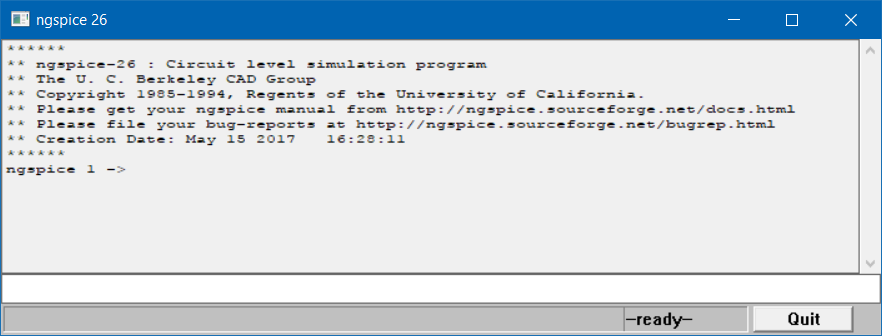 ngspice 26
******
** ngspice-26 : Circuit level simulation program
** The U. C. Berkeley CAD Group
** Copyright 1985-1994, Regents of the University of California.
** Please get your ngspice manual from http://ngspice.sourceforge.net/docs.html
** Please file your bug-reports at http://ngspice.sourceforge.net/bugrep.html
** Creation Date: May 15 2017   16:28:11
******
ngspice 1 ->
--ready-- Quit